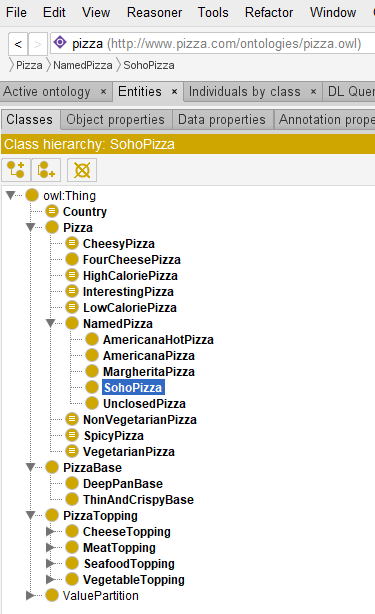 File Edit View Reasoner Tools Refactor Window
< > pizza (http://www.pizza.com/ontologies/pizza.owl)
Pizza NamedPizza SohoPizza
Active ontology × Entities × Individuals by class × DL Quer
Classes Object properties Data properties Annotation prope
Class hierarchy: SohoPizza
owl:Thing
Country
Pizza
CheesyPizza
FourCheesePizza
HighCaloriePizza
InterestingPizza
LowCaloriePizza
NamedPizza
AmericanaHotPizza
AmericanaPizza
MargheritaPizza
SohoPizza
UnclosedPizza
NonVegetarianPizza
SpicyPizza
VegetarianPizza
PizzaBase
DeepPanBase
ThinAndCrispyBase
PizzaTopping
CheeseTopping
MeatTopping
SeafoodTopping
VegetableTopping
ValuePartition